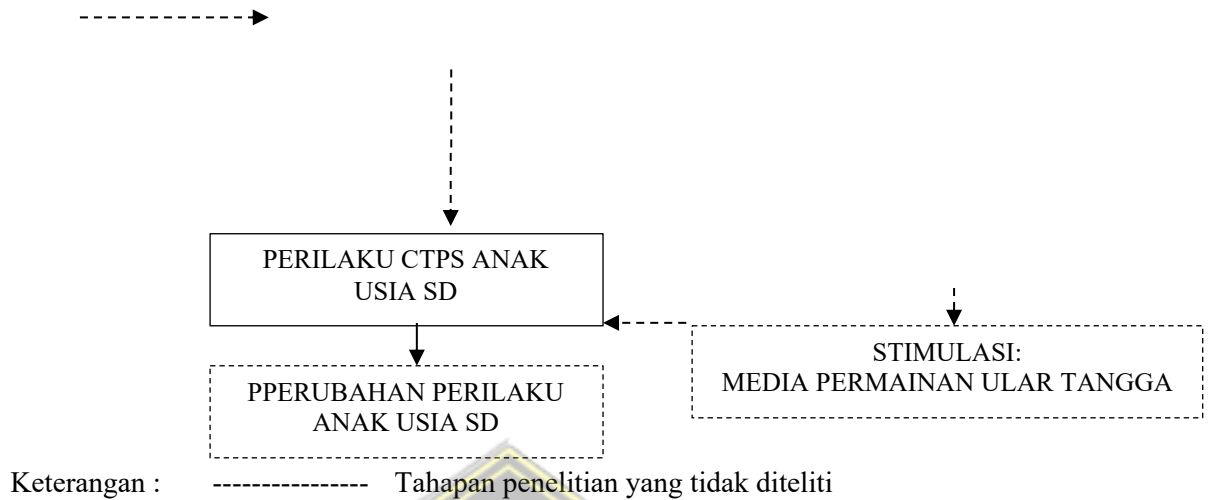 PERILAKU CTPS ANAK
USIA SD
STIMULASI:
MEDIA PERMAINAN ULAR TANGGA
PPERUBAHAN PERILAKU
ANAK USIA SD
Keterangan : ---------------- Tahapan penelitian yang tidak diteliti